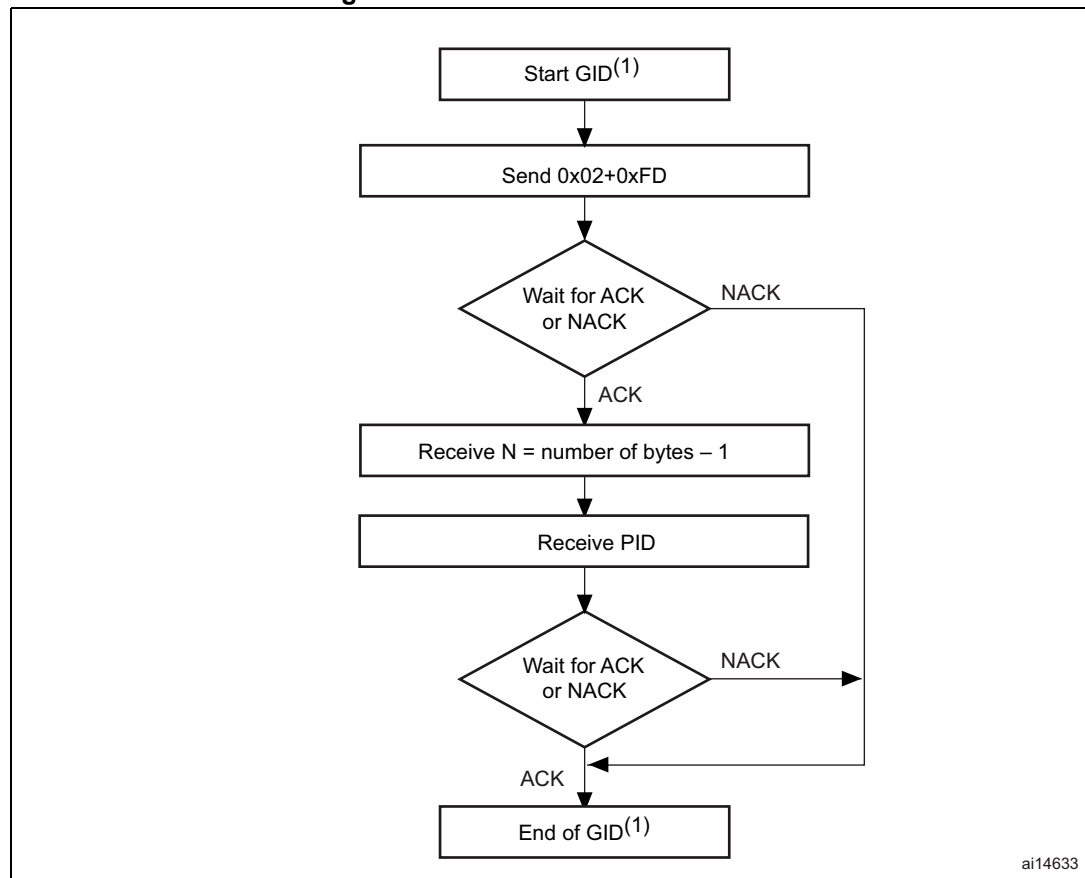 Start GID(1)
Send 0x02+0xFD
Wait for ACK
or NACK
NACK
ACK
Receive N = number of bytes – 1
Receive PID
Wait for ACK
or NACK
NACK
ACK
End of GID(1)
ai14633